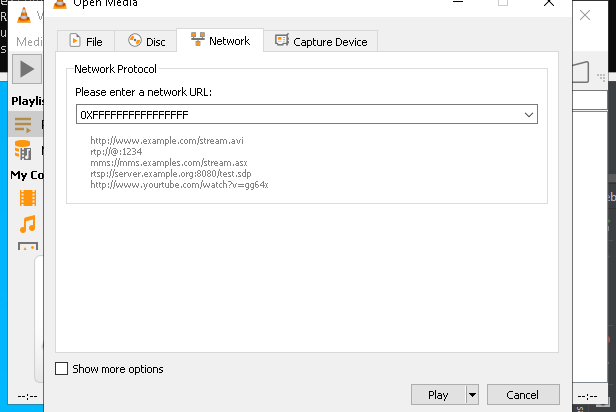 Open Media
File
Disc
Network
Capture Device
Network Protocol
Please enter a network URL:
0XFFFFFFFFFFFFFFFF
http://www.example.com/stream.avi
rtp://@:1234
mms://mms.examples.com/stream.asx
rtsp://server.example.org:8080/test.sdp
http://www.yourtube.com/watch?v=gg64x
Show more options
Play
Cancel
Medi
Playlis
My Co
--:--
--:--